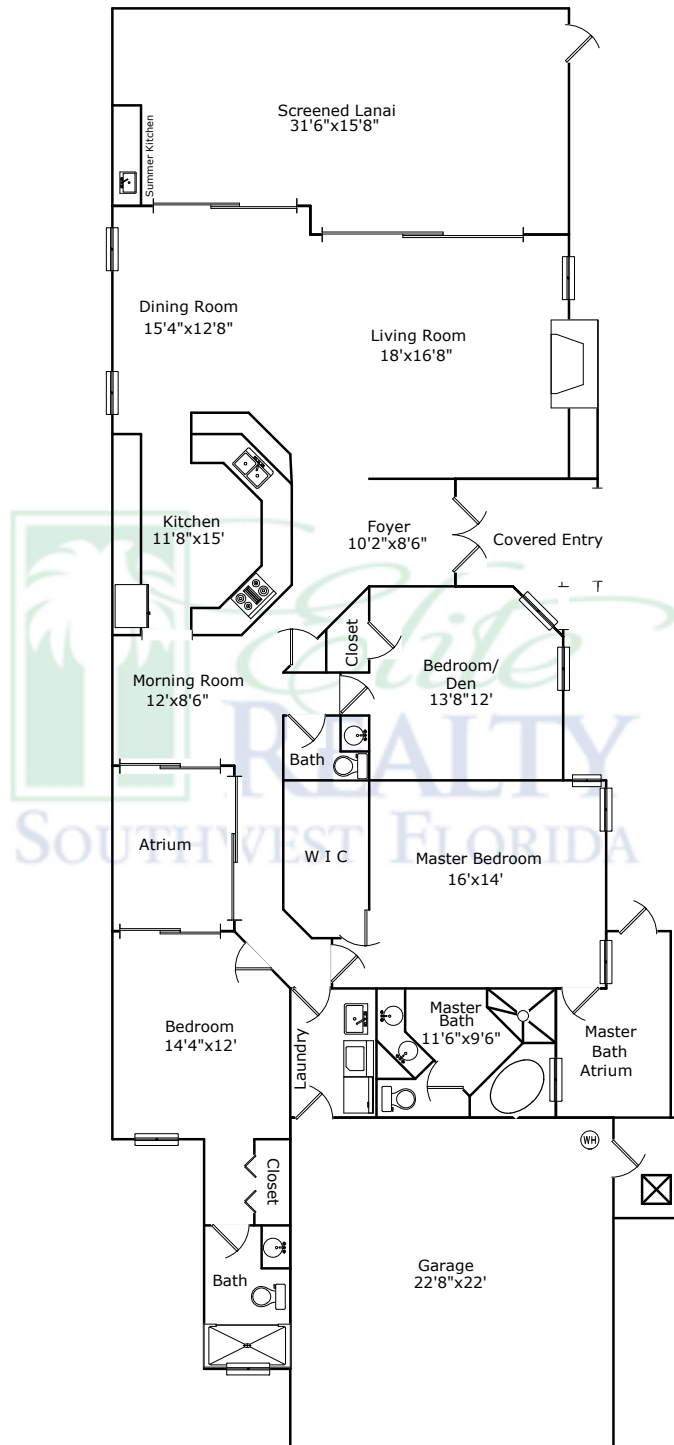 Screened Lanai
31'6"x15'8"
Summer Kitchen
Dining Room
15'4"x12'8"
Living Room
18'x16'8"
Kitchen
11'8"x15'
Foyer
10'2"x8'6"
Covered Entry
Elite
Closet
Bedroom/
Den
13'8"12'
Morning Room
12'x8'6"
REALTY
Bath
SOUTHWEST FLORIDA
Atrium
W I C
Master Bedroom
16'x14'
Bedroom
14'4"x12'
Laundry
Master
Bath
11'6"x9'6"
Master
Bath
Atrium
WH
Closet
Bath
Garage
22'8"x22'